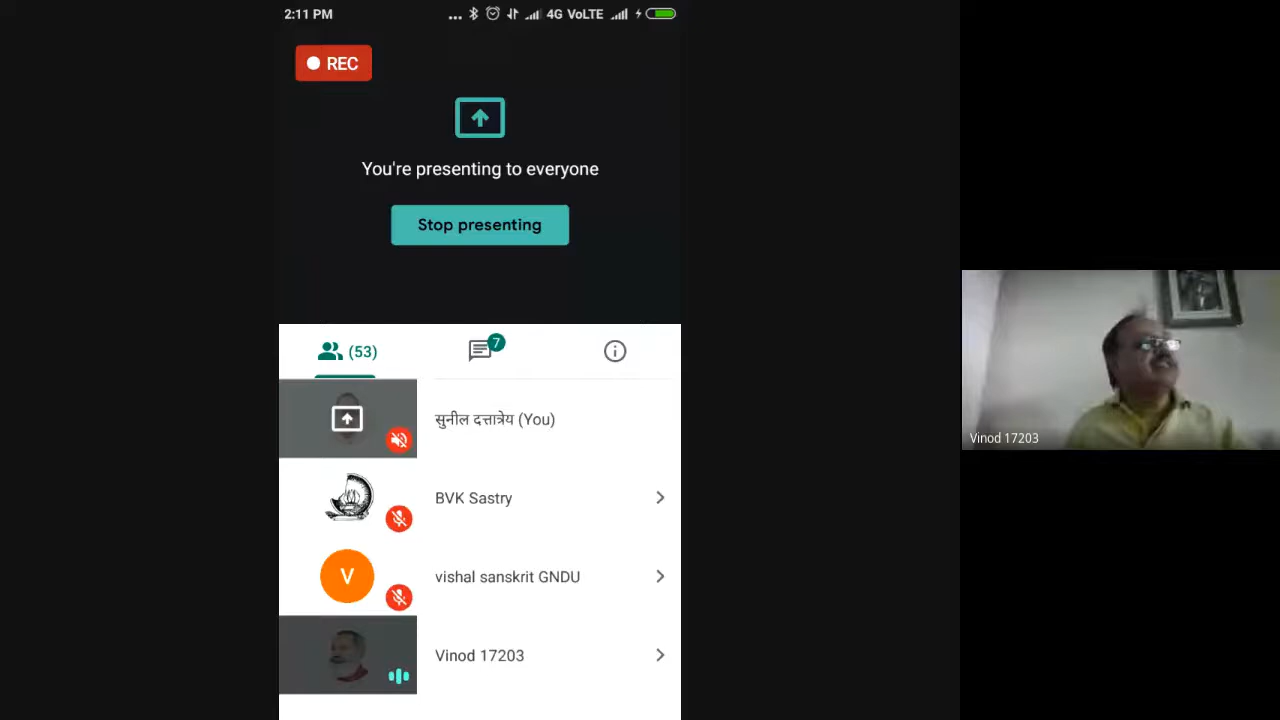 2:11 PM
... 4G VoLTE
REC
You're presenting to everyone
Stop presenting
(53)
7
सुनील दत्तात्रेय (You)
BVK Sastry
V
vishal sanskrit GNDU
Vinod 17203
Vinod 17203